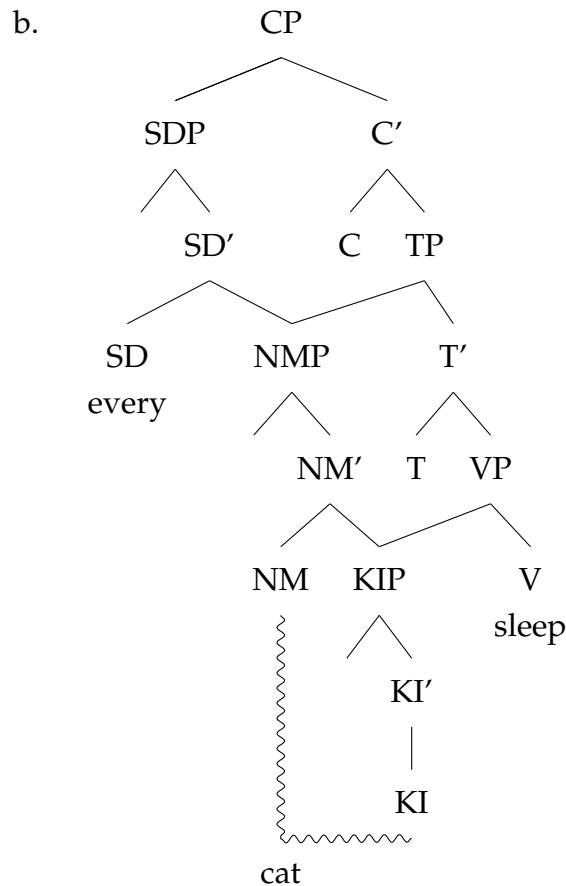 b.
CP
SDP C’
SD’ C TP
SD NMP T’
every
NM’ T VP
NM KIP V
sleep
KI’
KI
cat